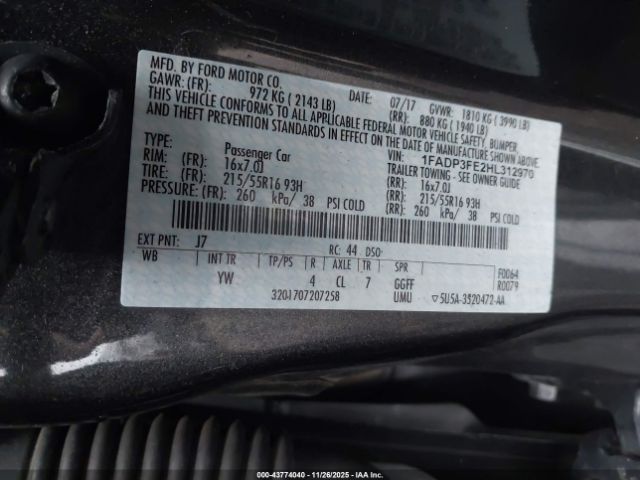 MFD. BY FORD MOTOR CO.
DATE: 07/17 GVWR: 1810 KG ( 3990 LB)
GAWR: (FR): 972 KG ( 2143 LB) (RR): 880 KG ( 1940 LB)
THIS VEHICLE CONFORMS TO ALL APPLICABLE FEDERAL MOTOR VEHICLE SAFETY, BUMPER
AND THEFT PREVENTION STANDARDS IN EFFECT ON THE DATE OF MANUFACTURE SHOWN ABOVE.
VIN: 1FADP3FE2HL312970
TYPE: Passenger Car TRAILER TOWING - SEE OWNER GUIDE
RIM: (FR): 16x7.0J (RR): 16x7.0J
TIRE: (FR): 215/55R16 93H (RR): 215/55R16 93H
PRESSURE: (FR): 260 kPa/ 38 PSI COLD (RR): 260 kPa/ 38 PSI COLD
EXT PNT: J7 RC: 44 DSO:
WB INT TR TP/PS R AXLE TR SPR F0064
YW 4 CL 7 GGFF R0079
3201707207258 UMU ▽5U5A-3520472-AA
000-43774040 - 11/26/2025 - IAA Inc.